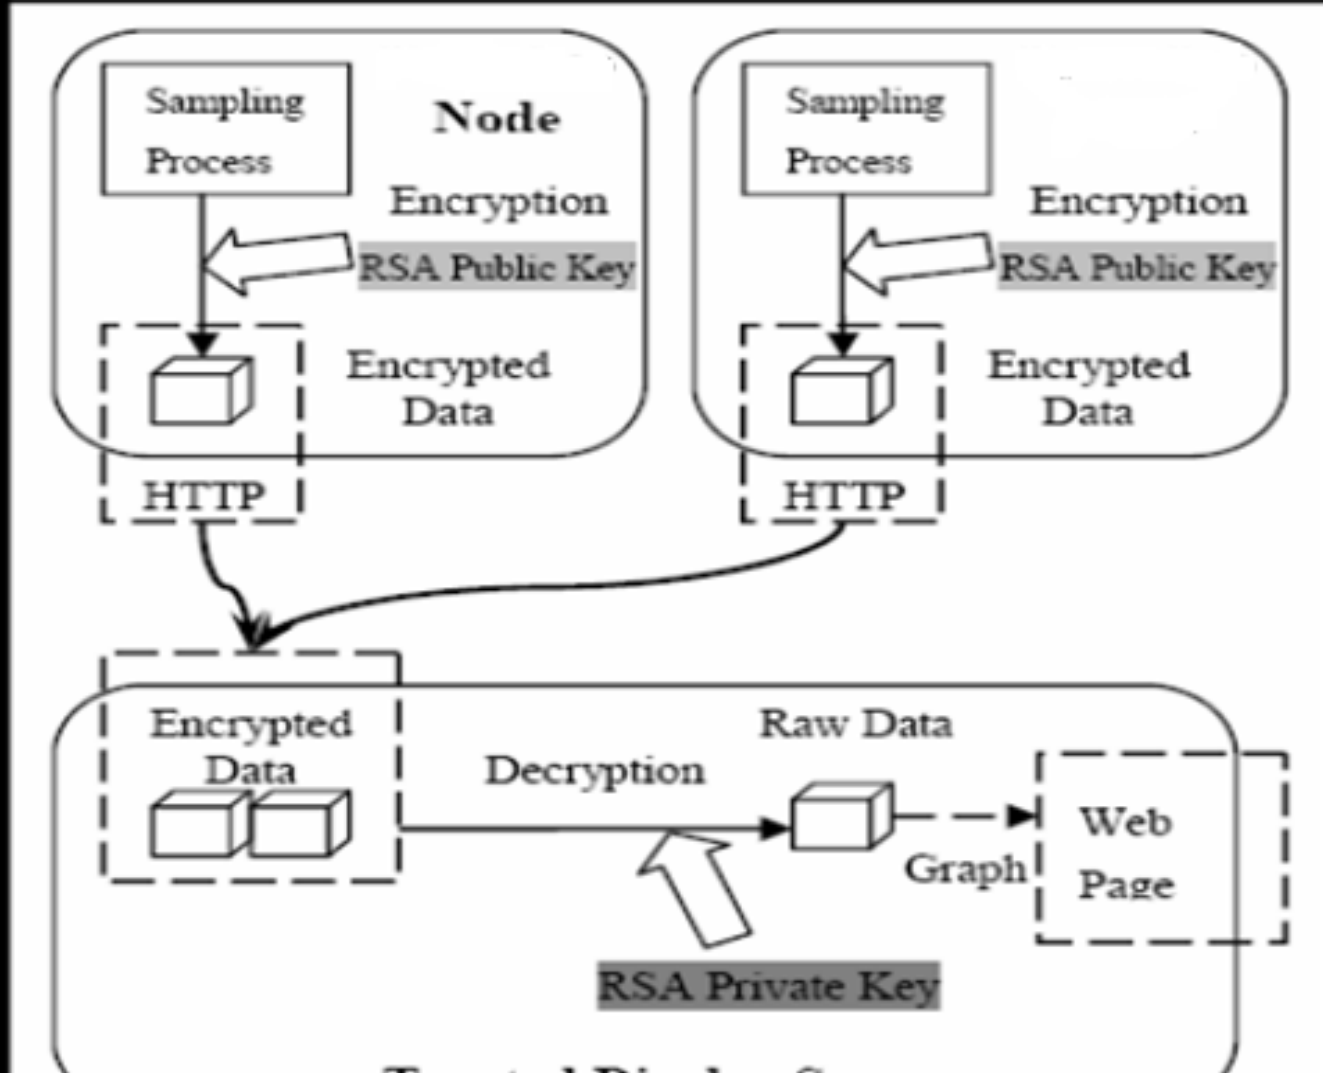 Sampling
Process
Node
Encryption
RSA Public Key
Encrypted
Data
HTTP
Sampling
Process
Encryption
RSA Public Key
Encrypted
Data
HTTP
Encrypted
Data
Decryption
Raw Data
Graph
Web
Page
RSA Private Key